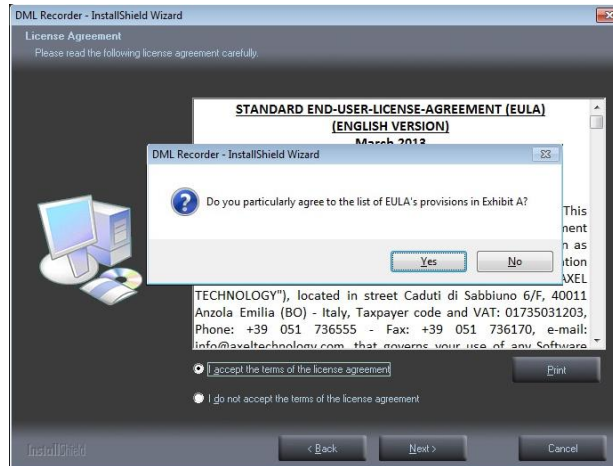 DML Recorder - InstallShield Wizard
License Agreement
Please read the following license agreement carefully.
STANDARD END-USER-LICENSE-AGREEMENT (EULA)
(ENGLISH VERSION)
March 2013
DML Recorder - InstallShield Wizard
Do you particularly agree to the list of EULA's provisions in Exhibit A?
Yes No
This
as
TECHNOLOGY"), located in street Caduti di Sabbiuno 6/F, 40011
Anzola Emilia (BO) - Italy, Taxpayer code and VAT: 01735031203,
Phone: +39 051 736555 - Fax: +39 051 736170, e-mail:
info@axeltechnology.com, that governs your use of any Software
I accept the terms of the license agreement
Print
I do not accept the terms of the license agreement
InstallShield
< Back Next > Cancel